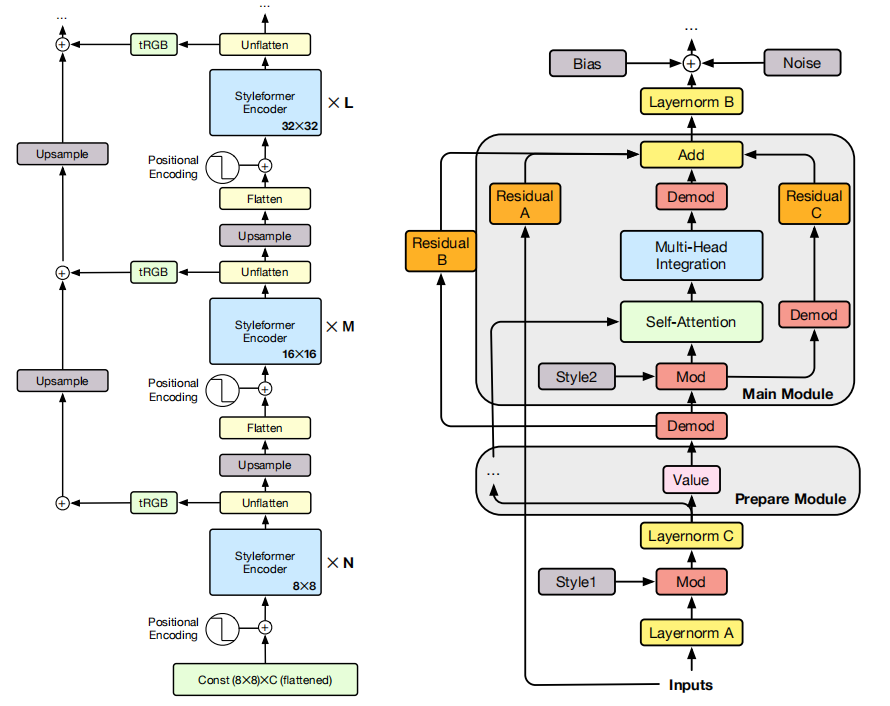 ...
...
tRGB
Unflatten
Styleformer
Encoder
32×32
× L
Upsample
Positional
Encoding
Flatten
Upsample
tRGB
Unflatten
Styleformer
Encoder
16×16
× M
Upsample
Positional
Encoding
Flatten
Upsample
tRGB
Unflatten
Styleformer
Encoder
8×8
× N
Positional
Encoding
Const (8×8)×C (flattened)
...
Bias
Noise
Layernorm B
Add
Residual
A
Demod
Residual
C
Residual
B
Multi-Head
Integration
Self-Attention
Demod
Style2
Mod
Main Module
Demod
...
Value
Prepare Module
Layernorm C
Style1
Mod
Layernorm A
Inputs